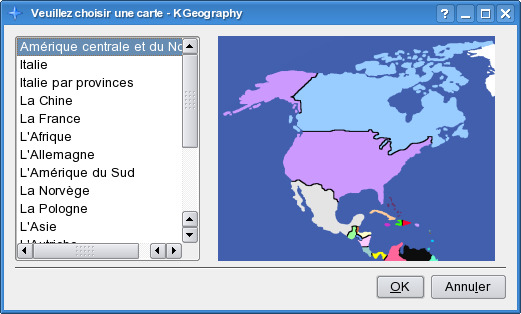 Veuillez choisir une carte - KGeography
Amérique centrale et du No
Italie
Italie par provinces
La Chine
La France
L'Afrique
L'Allemagne
L'Amérique du Sud
La Norvège
La Pologne
L'Asie
L'Autriche
OK
Annuler